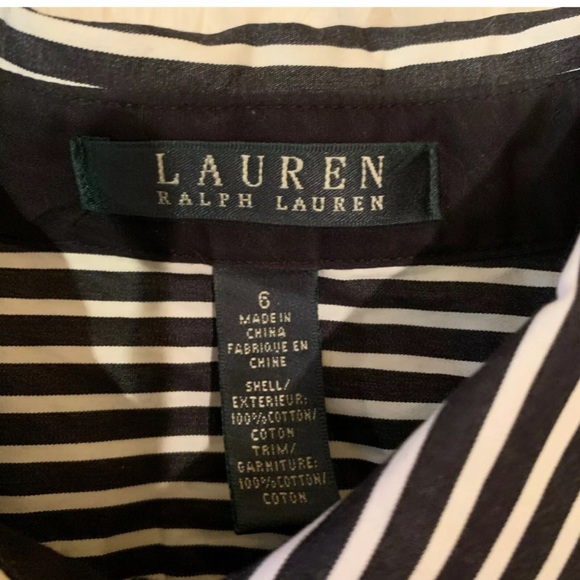 LAUREN
RALPH LAUREN
6
MADE IN
CHINA
FABRIQUE EN
CHINE
SHELL/
EXTERIEUR:
100%COTTON/
COTON
TRIM/
GARNITURE:
100%COTTON/
COTON